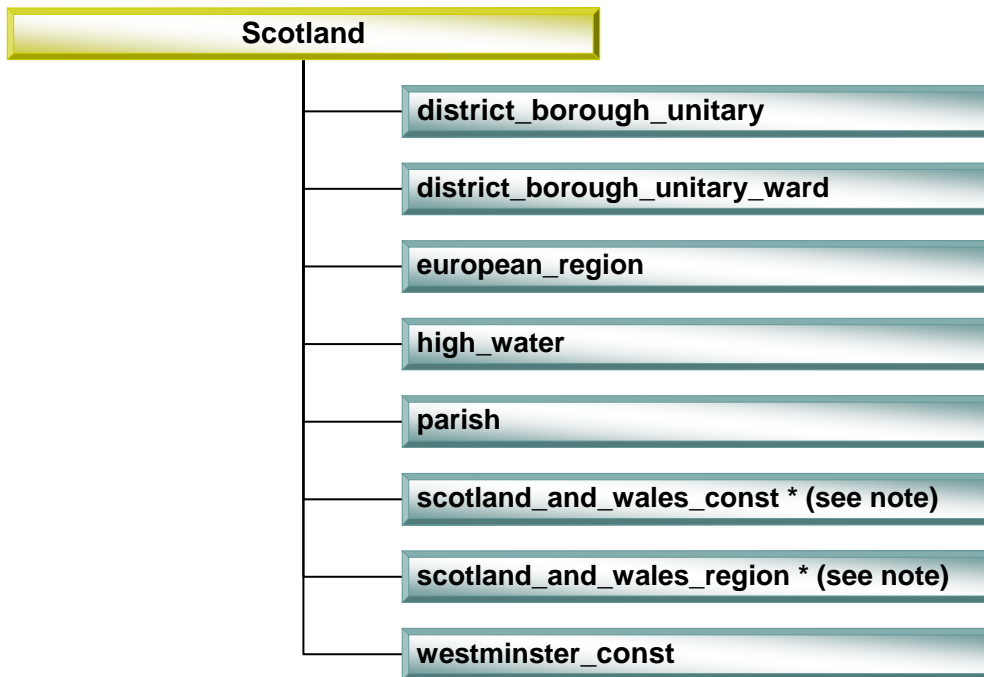 Scotland
district_borough_unitary
district_borough_unitary_ward
european_region
high_water
parish
scotland_and_wales_const * (see note)
scotland_and_wales_region * (see note)
westminster_const